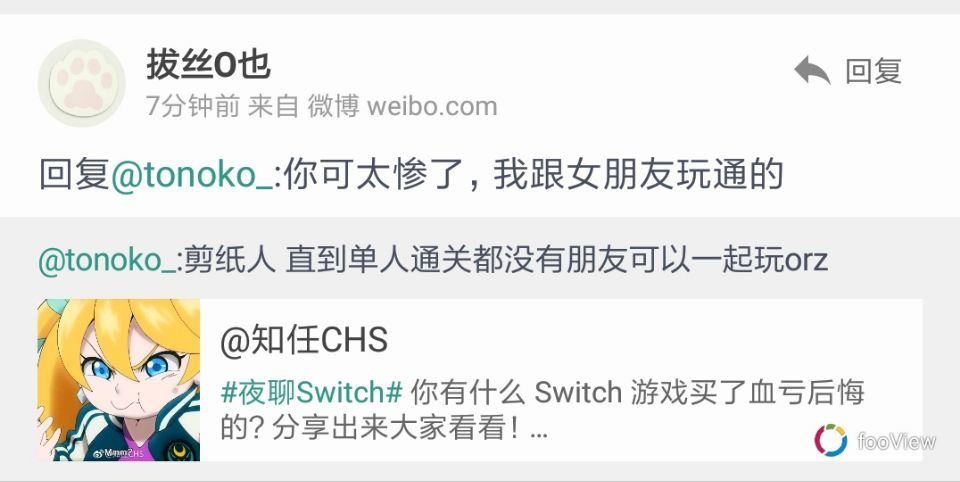 拔丝O也
7分钟前 来自 微博 weibo.com
回复
回复@tonoko_:你可太惨了，我跟女朋友玩通的
@tonoko_:剪纸人 直到单人通关都没有朋友可以一起玩orz
@知任CHS
#夜聊Switch# 你有什么 Switch 游戏买了血亏后悔
的？分享出来大家看看！...
fooView